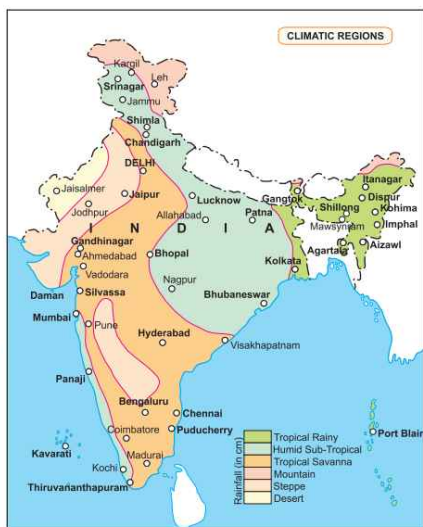 CLIMATIC REGIONS
Kargil
Leh
Srinagar
Jammu
Shimla
Chandigarh
DELHI
Jaisalmer
Jaipur
Jodhpur
Lucknow
Allahabad
Patna
Gangtok
Itanagar
Dispur
Shillong
Kohima
Mawsynram
Imphal
Agartala
Aizawl
I N D I A
Gandhinagar
Ahmedabad
Vadodara
Bhopal
Kolkata
Nagpur
Daman
Silvassa
Bhubaneswar
Mumbai
Pune
Hyderabad
Visakhapatnam
Panaji
Bengaluru
Chennai
Puducherry
Port Blair
Coimbatore
Kavarati
Madurai
Kochi
Thiruvananthapuram
Rainfall (in cm)
Tropical Rainy
Humid Sub-Tropical
Tropical Savanna
Mountain
Steppe
Desert